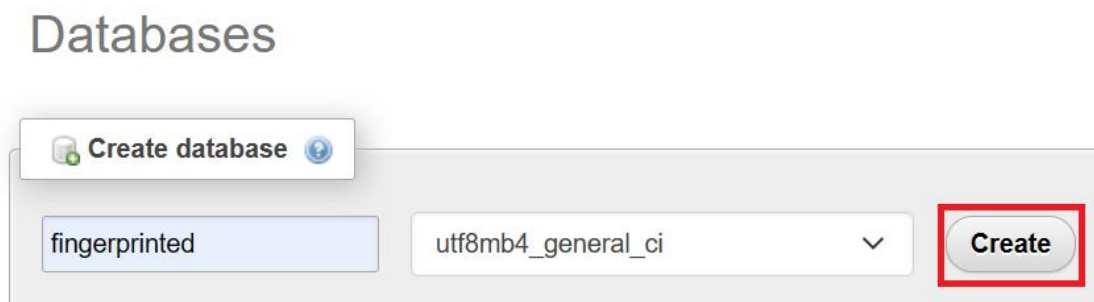 Databases
Create database
fingerprinted
utf8mb4_general_ci
Create